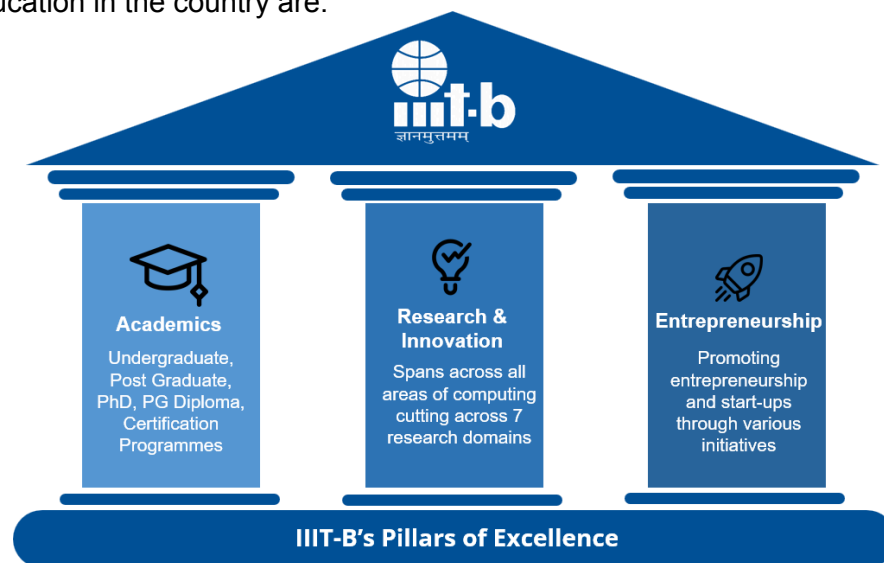 ucation in the country are:
iiit-b
ज्ञानमुत्तमम्
Academics
Undergraduate,
Post Graduate,
PhD, PG Diploma,
Certification
Programmes
Research &
Innovation
Spans across all
areas of computing
cutting across 7
research domains
Entrepreneurship
Promoting
entrepreneurship
and start-ups
through various
initiatives
IIIT-B’s Pillars of Excellence